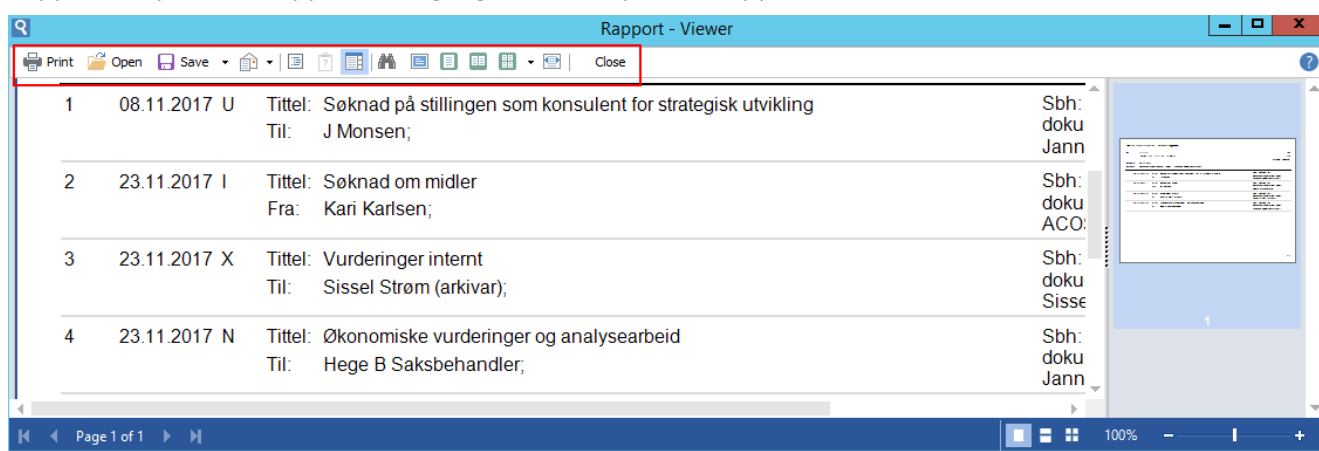 Rapport - Viewer
Print Open Save Close
1 08.11.2017 U Tittel: Søknad på stillingen som konsulent for strategisk utvikling Sbh:
Til: J Monsen; doku
Jann
2 23.11.2017 I Tittel: Søknad om midler Sbh:
Fra: Kari Karlsen; doku
ACO
3 23.11.2017 X Tittel: Vurderinger internt Sbh:
Til: Sissel Strøm (arkivar); doku
Sisse
4 23.11.2017 N Tittel: Økonomiske vurderinger og analysearbeid Sbh:
Til: Hege B Saksbehandler; doku
Jann
1
Page 1 of 1 100%